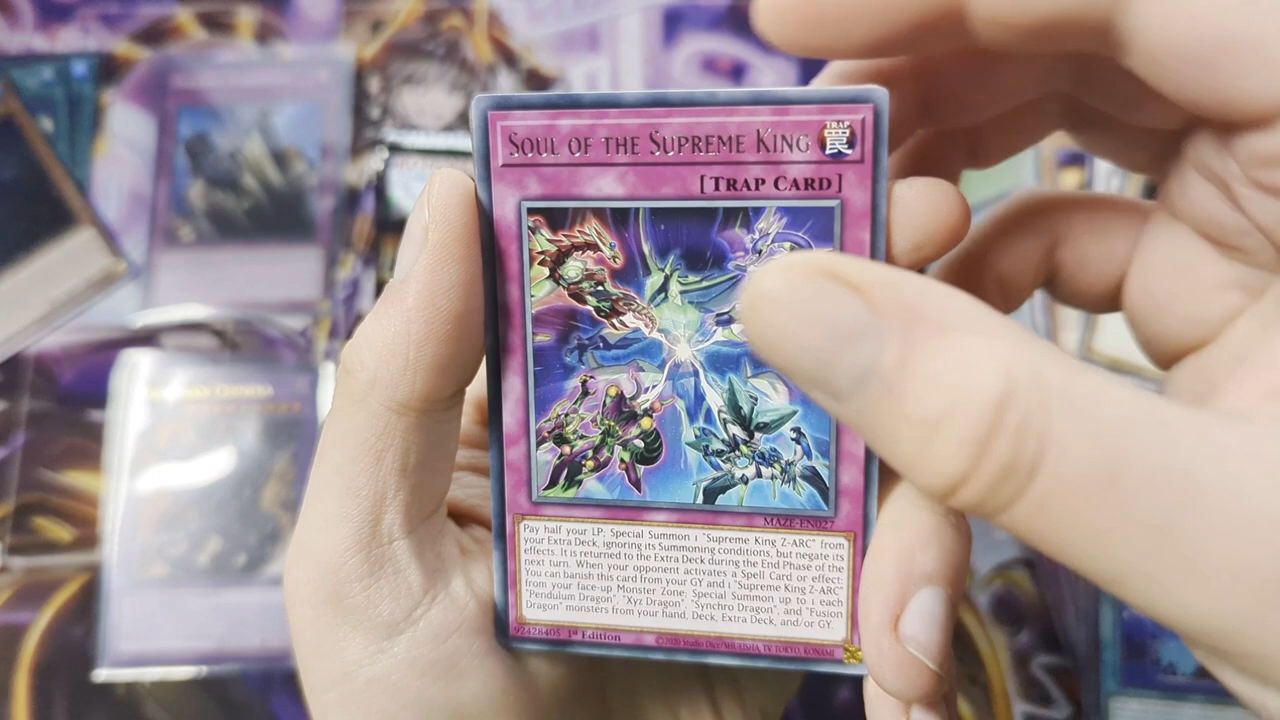 SOUL OF THE SUPREME KING
TRAP
罠
[TRAP CARD]
MAZE-EN027
Pay half your LP; Special Summon 1 "Supreme King Z-ARC" from
your Extra Deck, ignoring its Summoning conditions, but negate its
effects. It is returned to the Extra Deck during the End Phase of the
next turn. When your opponent activates a Spell Card or effect:
You can banish this card from your GY and 1 "Supreme King Z-ARC"
from your face-up Monster Zone; Special Summon up to 1 each
"Pendulum Dragon", "Xyz Dragon", "Synchro Dragon", and "Fusion
Dragon" monsters from your hand, Deck, Extra Deck, and/or GY.
92428405 1st Edition
©2020 Studio Dice/SHUEISHA, TV TOKYO, KONAMI